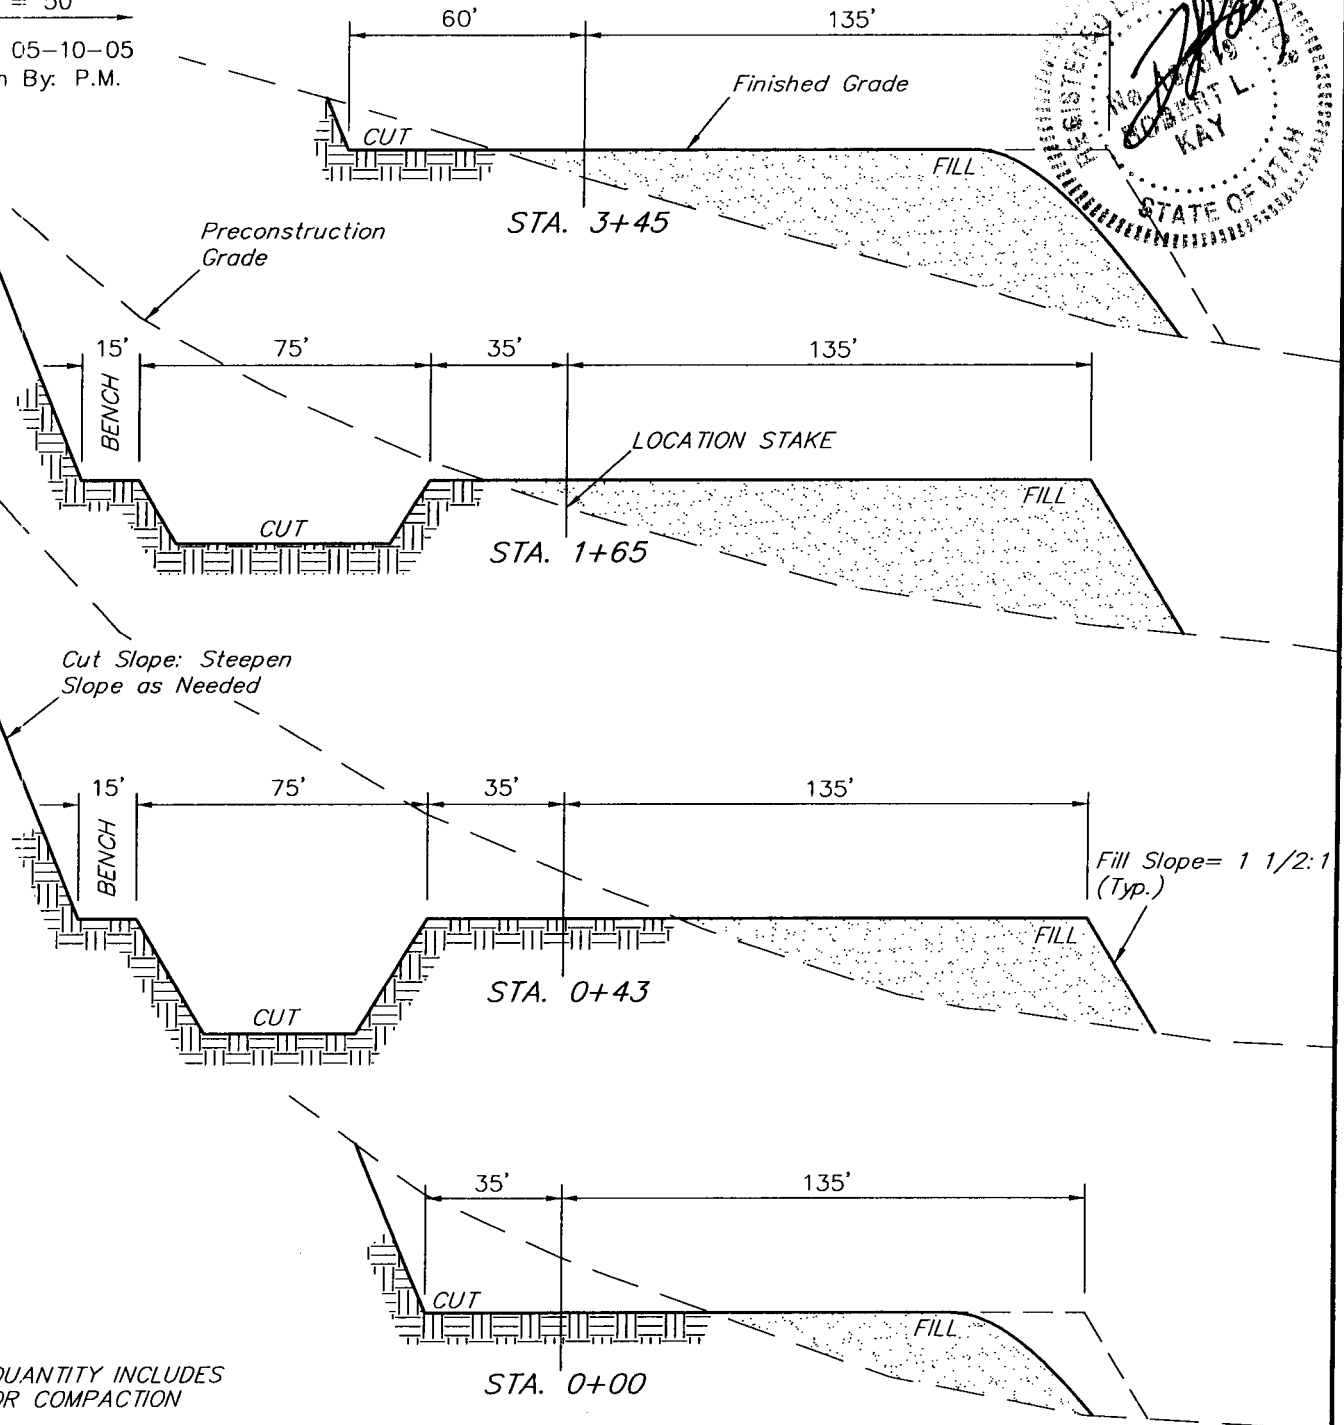 = 50'
05-10-05
By: P.M.
60'
135'
Finished Grade
CUT
FILL
STA. 3+45
ROBERT L.
KAY
STATE OF UTAH
Preconstruction
Grade
15'
75'
35'
135'
BENCH
LOCATION STAKE
CUT
FILL
STA. 1+65
Cut Slope: Steepen
Slope as Needed
15'
75'
35'
135'
BENCH
Fill Slope= 1 1/2:1
(Typ.)
FILL
CUT
STA. 0+43
35'
135'
CUT
FILL
STA. 0+00
QUANTITY INCLUDES
OR COMPACTION